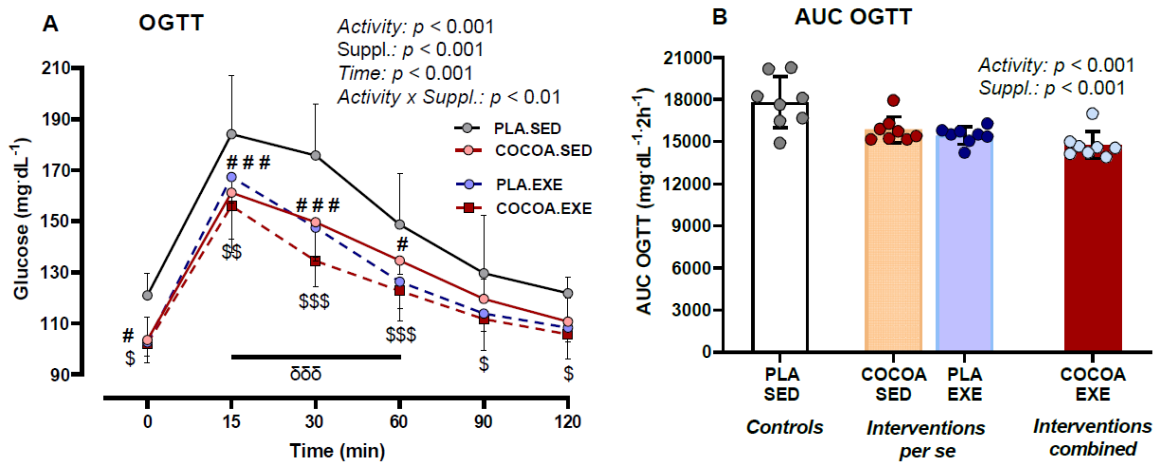 A
OGTT
Activity: p < 0.001
Suppl.: p < 0.001
Time: p < 0.001
Activity x Suppl.: p < 0.01
PLA.SED
COCOA.SED
PLA.EXE
COCOA.EXE
Glucose (mg·dL⁻¹)
210
190
170
150
130
110
90
# # #
# # #
#
#
$
$$
$$$
$$$
$
$
δδδ
0
15
30
60
90
120
Time (min)
B
AUC OGTT
Activity: p < 0.001
Suppl.: p < 0.001
AUC OGTT (mg·dL⁻¹·2h⁻¹)
21000
18000
15000
12000
9000
6000
3000
0
PLA
SED
COCOA
SED
PLA
EXE
COCOA
EXE
Controls
Interventions
per se
Interventions
combined